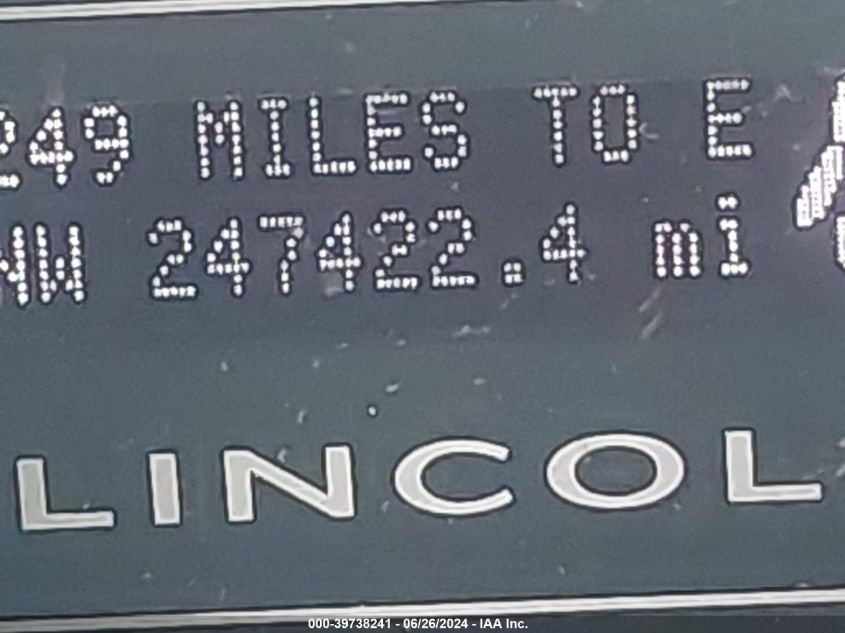 249 MILES TO E
NW 247422.4 mi
LINCOL
000-39738241 - 06/26/2024 - IAA Inc.